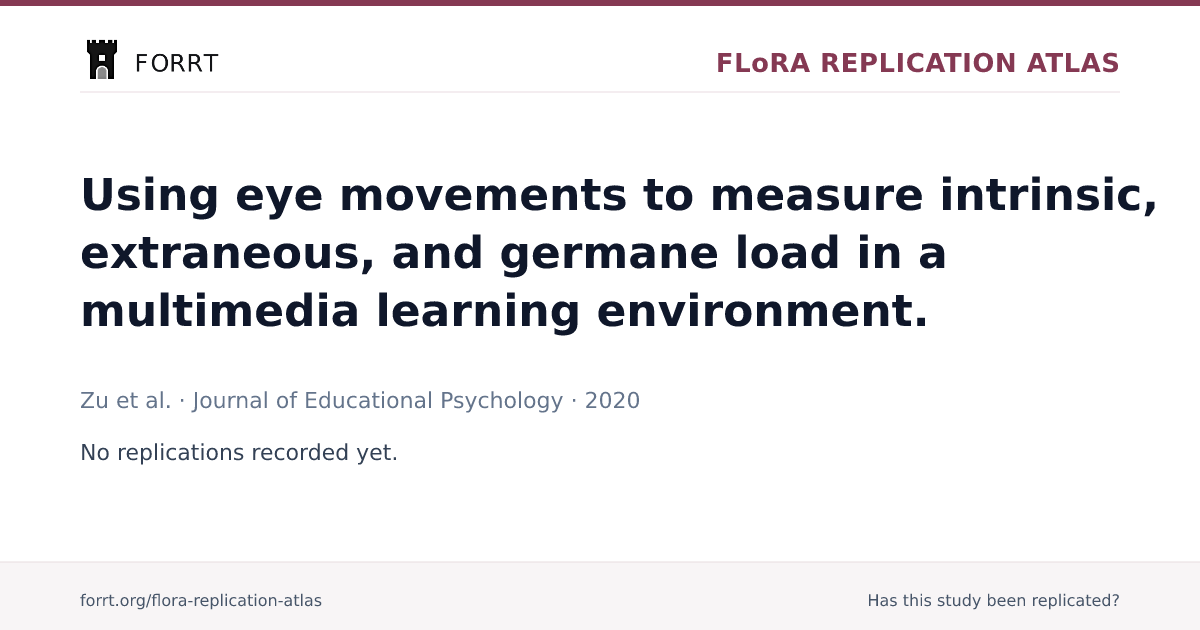 FORRT
FLoRA REPLICATION ATLAS
Using eye movements to measure intrinsic,
extraneous, and germane load in a
multimedia learning environment.
Zu et al. · Journal of Educational Psychology · 2020
No replications recorded yet.
forrt.org/flora-replication-atlas
Has this study been replicated?